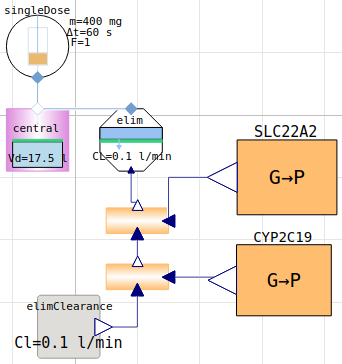 singleDose
m=400 mg
Δt=60 s
F=1
central
Vd=17.5 l
elim
Cl=0.1 l/min
SLC22A2
G→P
CYP2C19
G→P
elimClearance
Cl=0.1 l/min